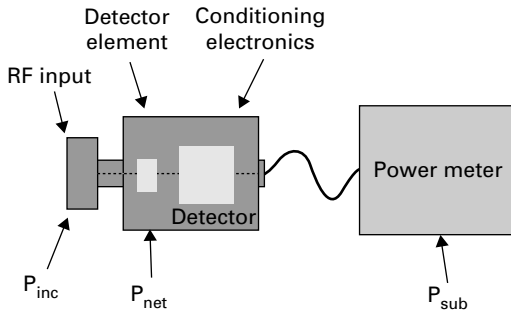 Detector
element
Conditioning
electronics
RF input
Power meter
Detector
P_inc
P_net
P_sub